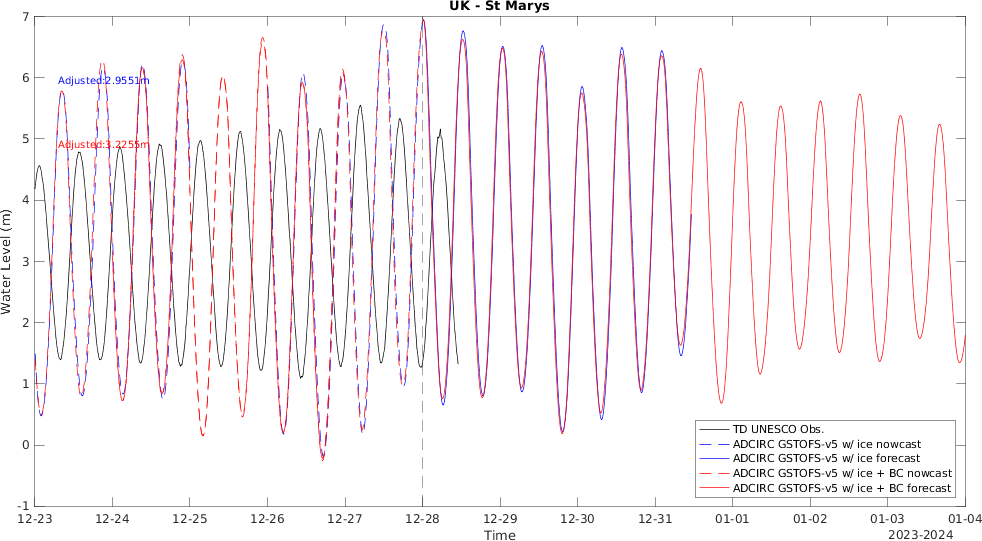 UK - St Marys
7
6
5
4
3
2
1
0
-1
Water Level (m)
Adjusted:2.9551m
Adjusted:3.2255m
TD UNESCO Obs.
ADCIRC GSTOFS-v5 w/ ice nowcast
ADCIRC GSTOFS-v5 w/ ice forecast
ADCIRC GSTOFS-v5 w/ ice + BC nowcast
ADCIRC GSTOFS-v5 w/ ice + BC forecast
12-23 12-24 12-25 12-26 12-27 12-28 12-29 12-30 12-31 01-01 01-02 01-03 01-04
Time
2023-2024